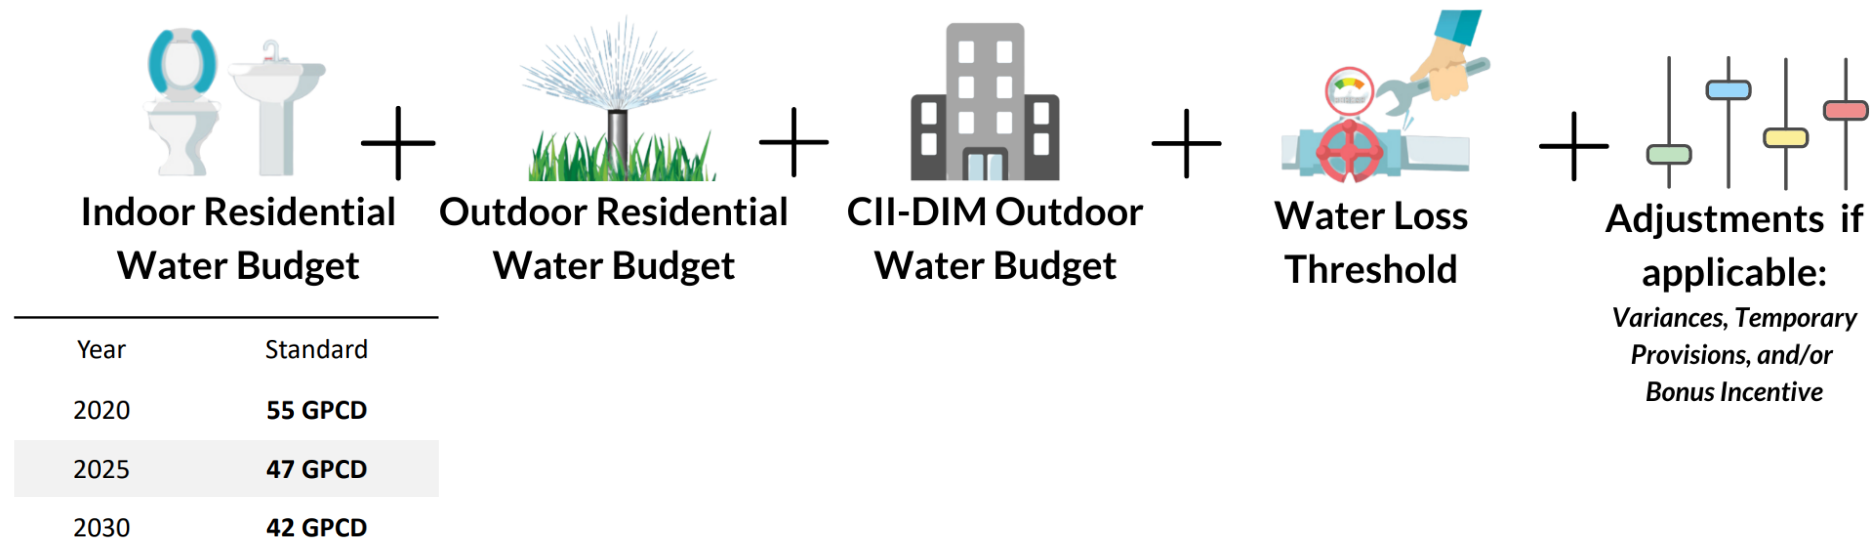 Indoor Residential
Water Budget
Outdoor Residential
Water Budget
CII-DIM Outdoor
Water Budget
Water Loss
Threshold
Adjustments if
applicable:
Variances, Temporary
Provisions, and/or
Bonus Incentive
Year Standard
2020 55 GPCD
2025 47 GPCD
2030 42 GPCD